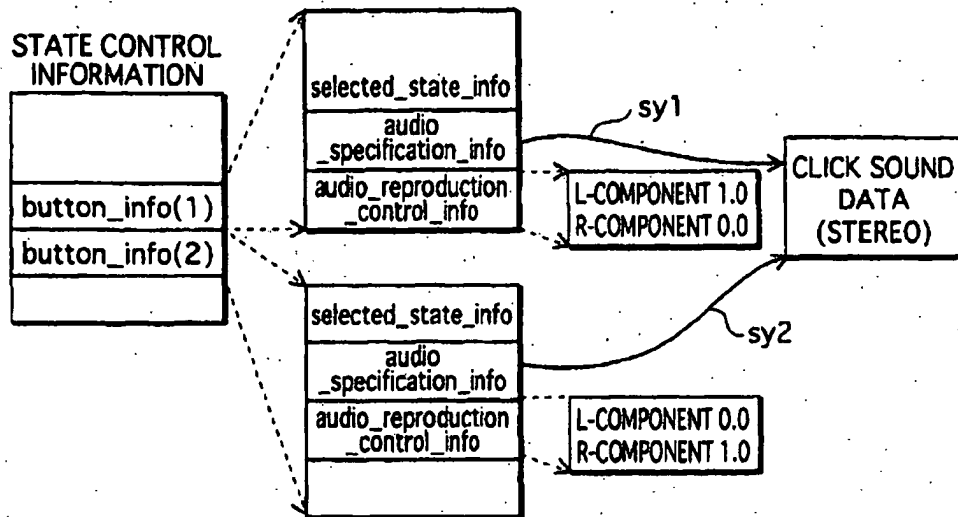 STATE CONTROL
INFORMATION
button_info(1)
button_info(2)
selected_state_info
audio
_specification_info
audio_reproduction
_control_info
L-COMPONENT 1.0
R-COMPONENT 0.0
sy1
CLICK SOUND
DATA
(STEREO)
selected_state_info
audio
_specification_info
audio_reproduction
_control_info
L-COMPONENT 0.0
R-COMPONENT 1.0
sy2